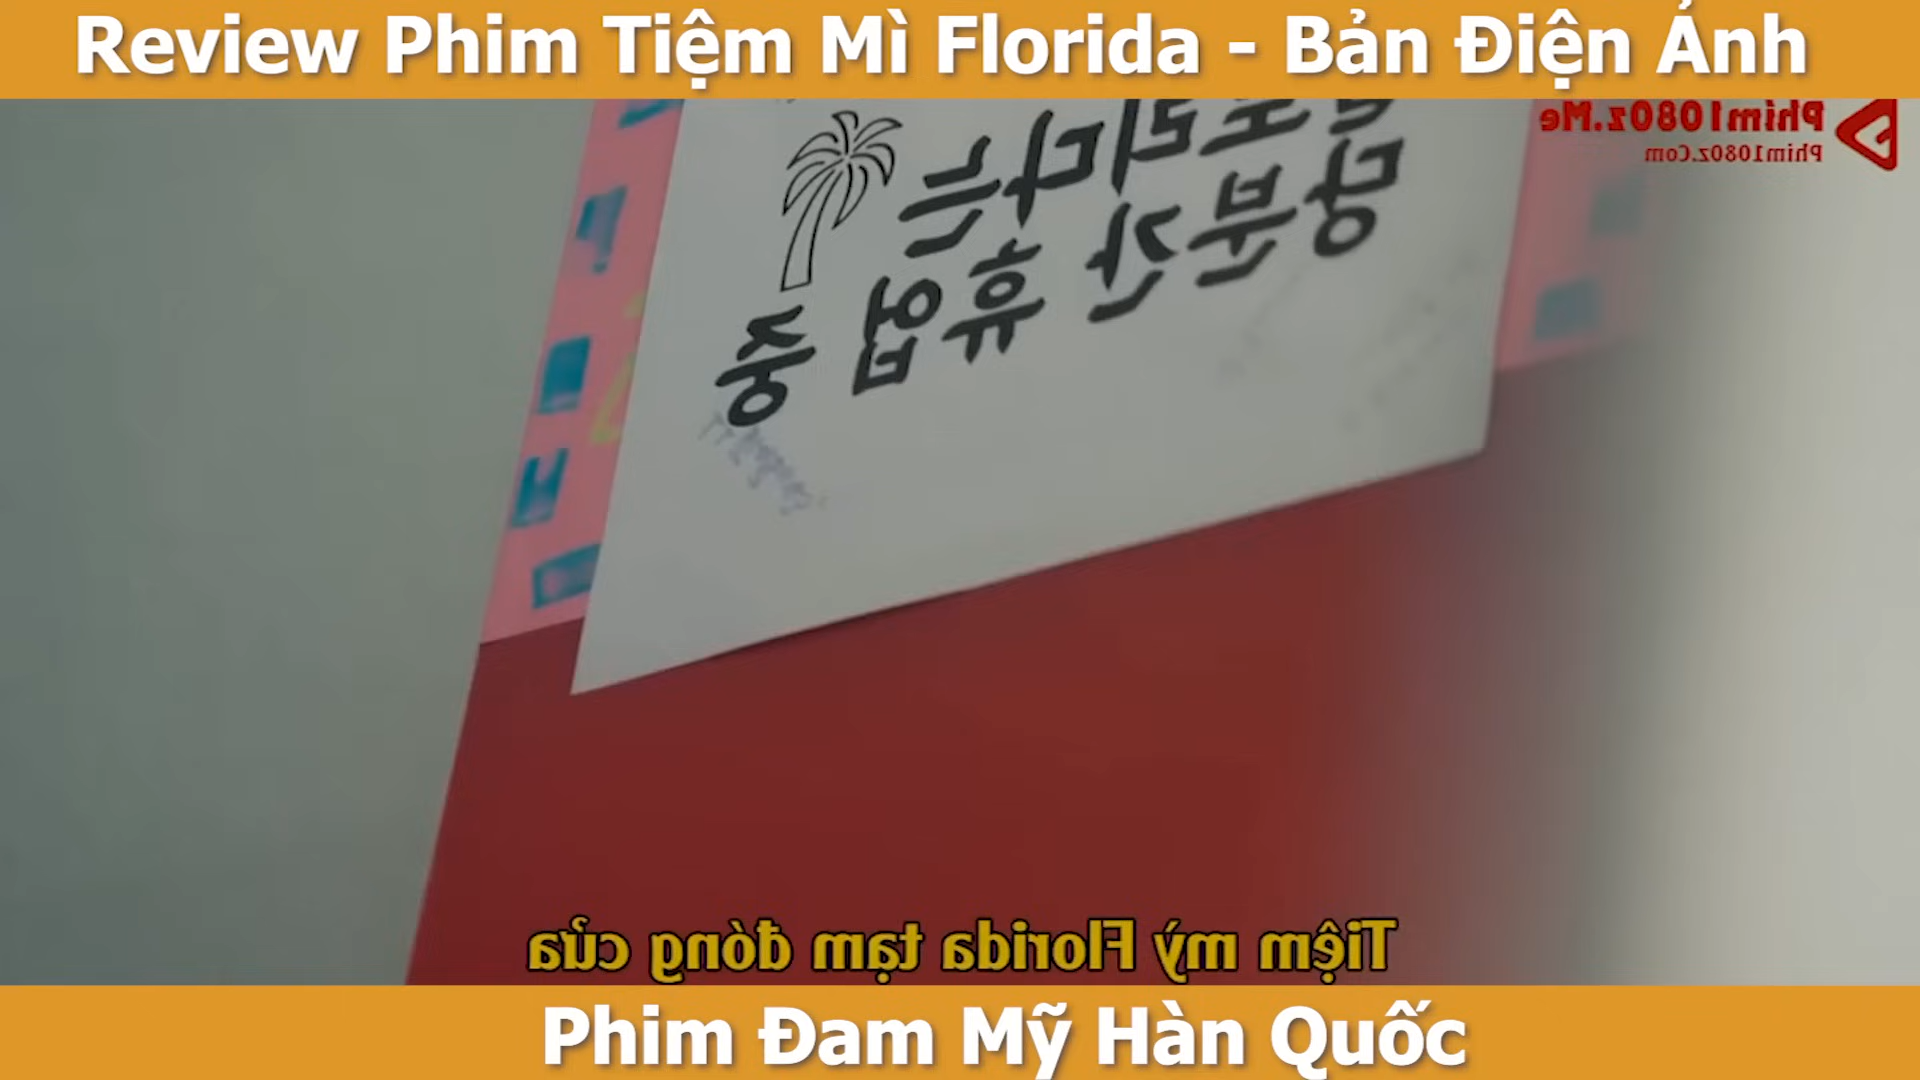 Review Phim Tiệm Mì Florida - Bản Điện Ảnh
Phim1080z.Me
Phim1080z.Com
로리다는
당분간 휴업 중
Tiệm mỳ Florida tạm đóng cửa
Phim Đam Mỹ Hàn Quốc